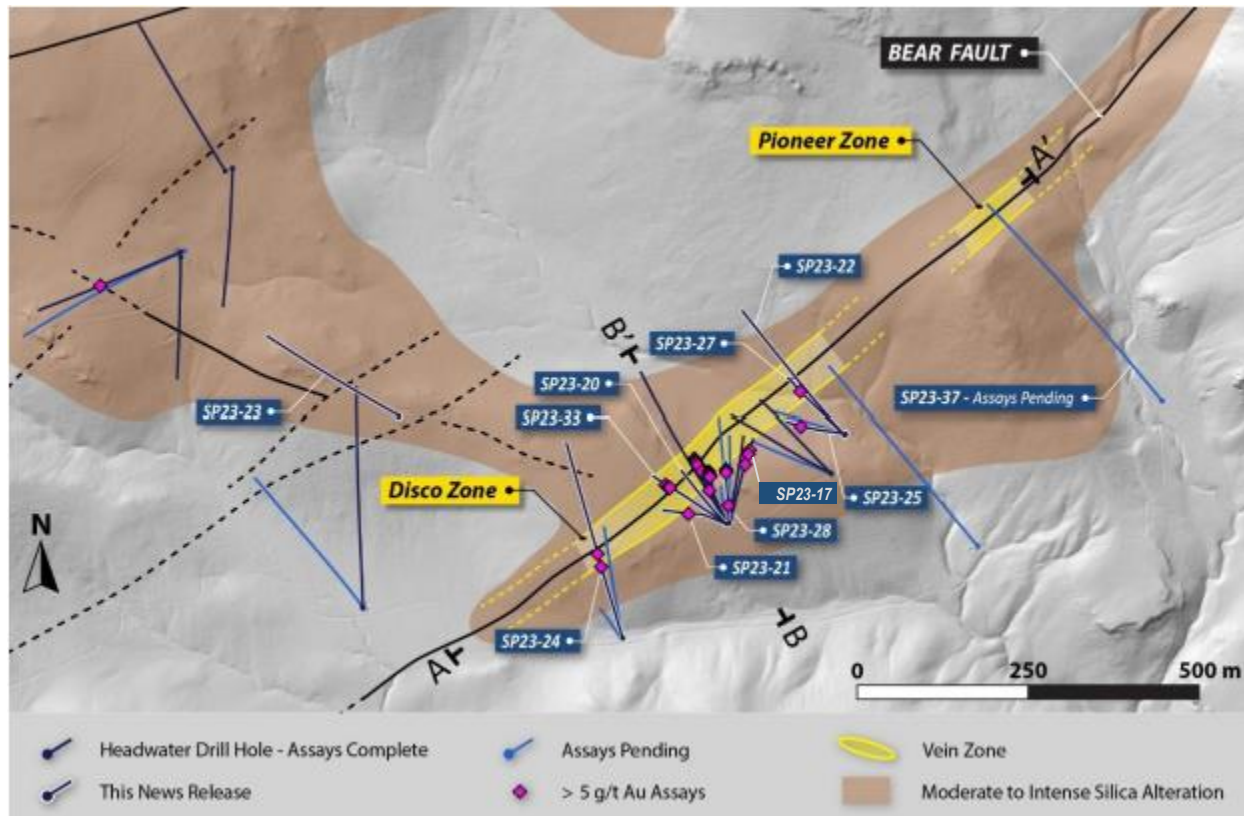 BEAR FAULT
Pioneer Zone
A'
SP23-22
B'
SP23-27
SP23-20
SP23-37 - Assays Pending
SP23-23
SP23-33
Disco Zone
SP23-17
SP23-25
N
SP23-28
SP23-21
B
SP23-24
A
0 250 500 m
Headwater Drill Hole - Assays Complete
Assays Pending
Vein Zone
This News Release
> 5 g/t Au Assays
Moderate to Intense Silica Alteration